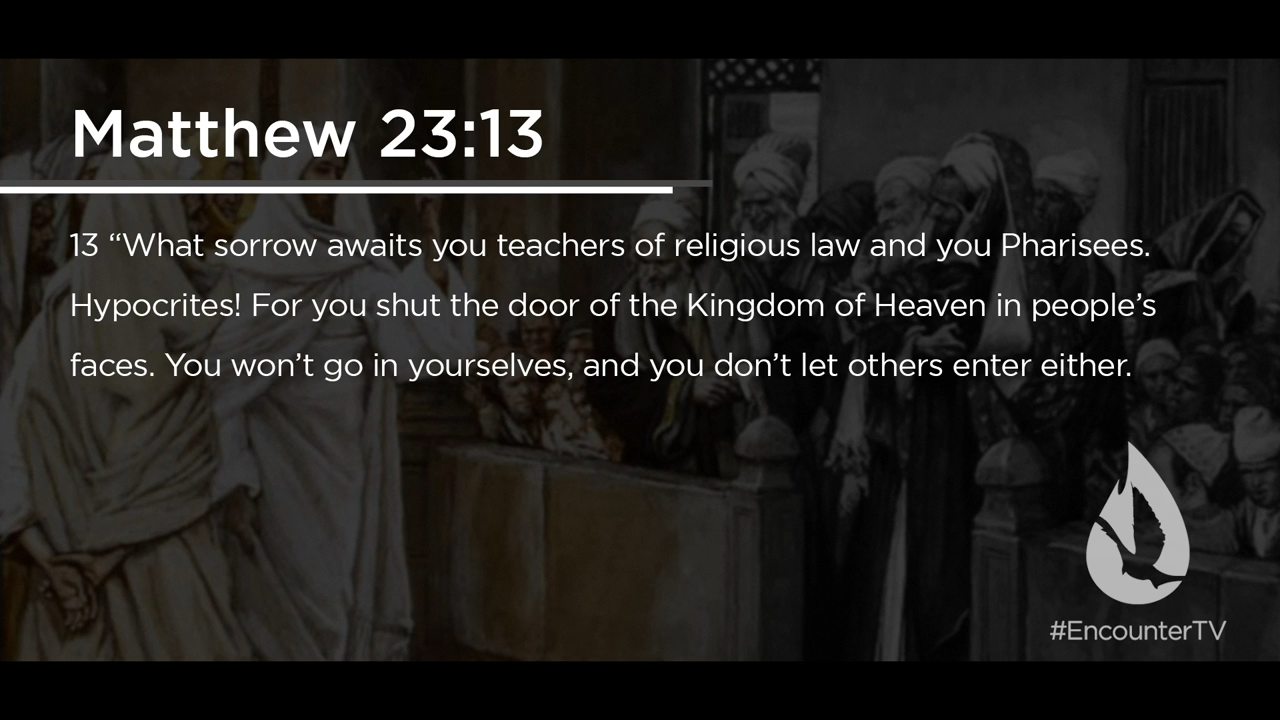 Matthew 23:13
13 “What sorrow awaits you teachers of religious law and you Pharisees.
Hypocrites! For you shut the door of the Kingdom of Heaven in people’s
faces. You won’t go in yourselves, and you don’t let others enter either.
#EncounterTV